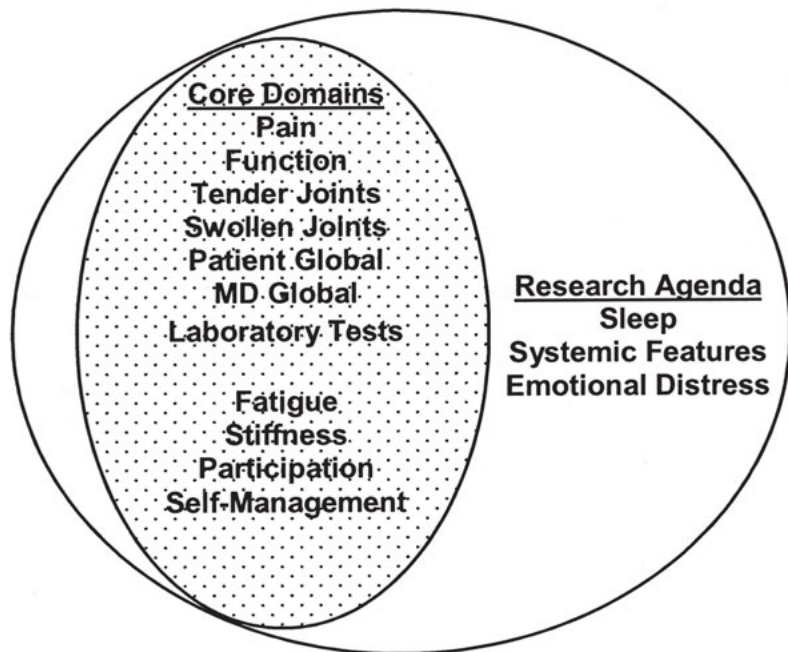 Core Domains
Pain
Function
Tender Joints
Swollen Joints
Patient Global
MD Global
Laboratory Tests
Fatigue
Stiffness
Participation
Self-Management
Research Agenda
Sleep
Systemic Features
Emotional Distress